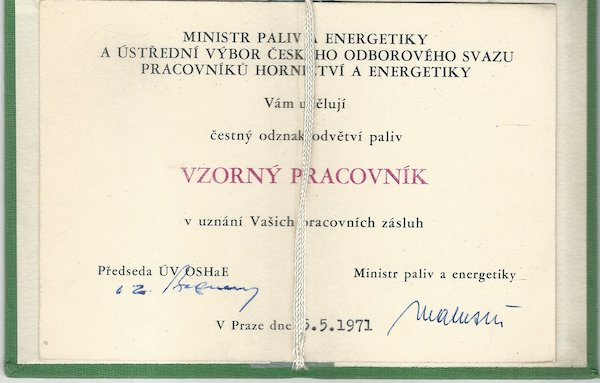 MINISTR PALIV A ENERGETIKY
A ÚSTŘEDNÍ VÝBOR ČESKÉHO ODBOROVÉHO SVAZU
PRACOVNÍKŮ HORNICTVÍ A ENERGETIKY
Vám udělují
čestný odznak odvětví paliv
VZORNÝ PRACOVNÍK
v uznání Vašich pracovních zásluh
Předseda ÚV OSHaE Ministr paliv a energetiky
V Praze dne 5.5.1971